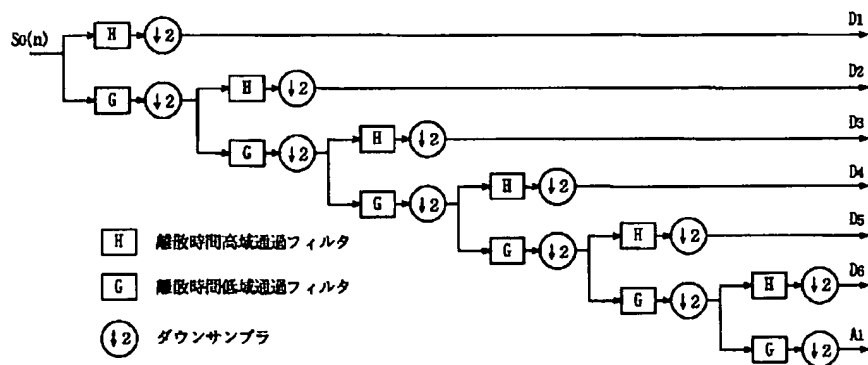 D1
S0(n) H ↓2
D2
G ↓2 H ↓2
D3
G ↓2 H ↓2
D4
G ↓2 H ↓2
D5
G ↓2 H ↓2
H 離散時間高域通過フィルタ
D6
G ↓2 H ↓2
G 離散時間低域通過フィルタ
A1
G ↓2
↓2 ダウンサンプラ